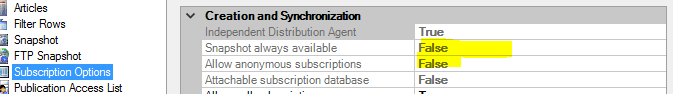 Articles
Filter Rows
Snapshot
FTP Snapshot
Subscription Options
Publication Access List
Creation and Synchronization
Independent Distribution Agent True
Snapshot always available False
Allow anonymous subscriptions False
Attachable subscription database False